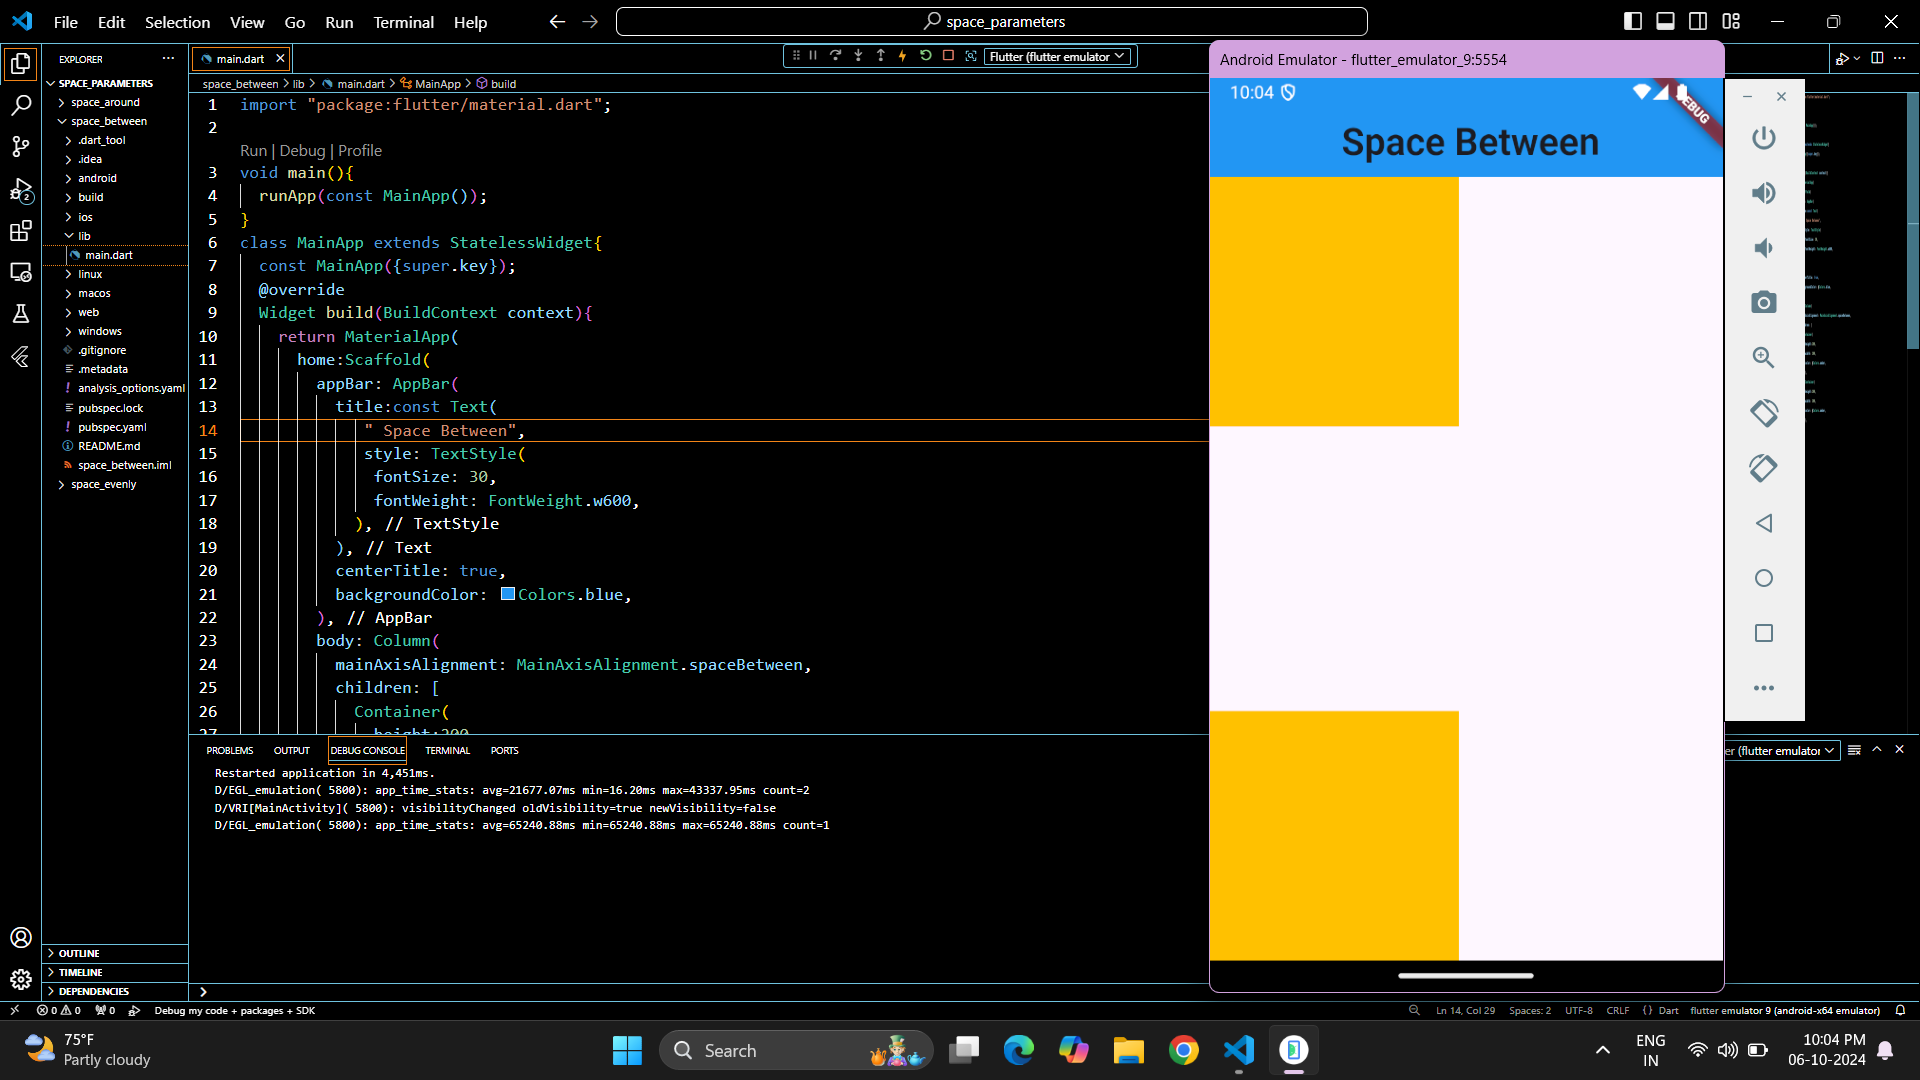 File Edit Selection View Go Run Terminal Help
space_parameters
EXPLORER
SPACE_PARAMETERS
space_around
space_between
.dart_tool
.idea
android
build
ios
lib
main.dart
linux
macos
web
windows
.gitignore
.metadata
analysis_options.yaml
pubspec.lock
pubspec.yaml
README.md
space_between.iml
space_evenly
OUTLINE
TIMELINE
DEPENDENCIES
2
main.dart
Flutter (flutter emulator
space_between > lib > main.dart > MainApp > build
1 import "package:flutter/material.dart";
2
Run | Debug | Profile
3 void main(){
4 runApp(const MainApp());
5 }
6 class MainApp extends StatelessWidget{
7 const MainApp({super.key});
8 @override
9 Widget build(BuildContext context){
10 return MaterialApp(
11 home:Scaffold(
12 appBar: AppBar(
13 title:const Text(
14 " Space Between",
15 style: TextStyle(
16 fontSize: 30,
17 fontWeight: FontWeight.w600,
18 ), // TextStyle
19 ), // Text
20 centerTitle: true,
21 backgroundColor: Colors.blue,
22 ), // AppBar
23 body: Column(
24 mainAxisAlignment: MainAxisAlignment.spaceBetween,
25 children: [
26 Container(
27 height:200
PROBLEMS OUTPUT DEBUG CONSOLE TERMINAL PORTS
er (flutter emulator
Restarted application in 4,451ms.
D/EGL_emulation( 5800): app_time_stats: avg=21677.07ms min=16.20ms max=43337.95ms count=2
D/VRI[MainActivity]( 5800): visibilityChanged oldVisibility=true newVisibility=false
D/EGL_emulation( 5800): app_time_stats: avg=65240.88ms min=65240.88ms max=65240.88ms count=1
Android Emulator - flutter_emulator_9:5554
10:04
DEBUG
Space Between
0 0 0 Debug my code + packages + SDK
Ln 14, Col 29 Spaces: 2 UTF-8 CRLF {} Dart flutter emulator 9 (android-x64 emulator)
75°F
Partly cloudy
Search
ENG
IN
10:04 PM
06-10-2024